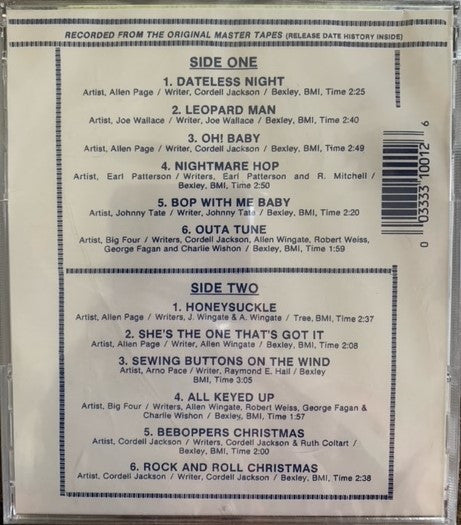 RECORDED FROM THE ORIGINAL MASTER TAPES (RELEASE DATE HISTORY INSIDE)
SIDE ONE
1. DATELESS NIGHT
Artist, Allen Page / Writer, Cordell Jackson / Bexley, BMI, Time 2:25
2. LEOPARD MAN
Artist, Joe Wallace / Writer, Joe Wallace / Bexley, BMI, Time 2:40
3. OH! BABY
Artist, Allen Page / Writer, Cordell Jackson / Bexley, BMI, Time 2:49
4. NIGHTMARE HOP
Artist, Earl Patterson / Writers, Earl Patterson and R. Mitchell /
Bexley, BMI, Time 2:50
5. BOP WITH ME BABY
Artist, Johnny Tate / Writer, Johnny Tate / Bexley, BMI, Time 2:20
6. OUTA TUNE
Artist, Big Four / Writers, Cordell Jackson, Allen Wingate, Robert Weiss,
George Fagan and Charlie Wishon / Bexley, BMI, Time 1:59
0 03333 10012 6
SIDE TWO
1. HONEYSUCKLE
Artist, Allen Page / Writers, J. Wingate & A. Wingate / Tree, BMI, Time 2:37
2. SHE'S THE ONE THAT'S GOT IT
Artist, Allen Page / Writer, Allen Wingate / Bexley, BMI, Time 2:08
3. SEWING BUTTONS ON THE WIND
Artist, Arno Pace / Writer, Raymond E. Hall / Bexley
BMI, Time 3:05
4. ALL KEYED UP
Artist, Big Four / Writers, Allen Wingate, Robert Weiss, George Fagan &
Charlie Wishon / Bexley, BMI, Time 1:57
5. BEBOPPERS CHRISTMAS
Artist, Cordell Jackson / Writers, Cordell Jackson & Ruth Coltart /
Bexley, BMI, Time 2:00
6. ROCK AND ROLL CHRISTMAS
Artist, Cordell Jackson / Writer, Cordell Jackson / Bexley, BMI, Time 2:38